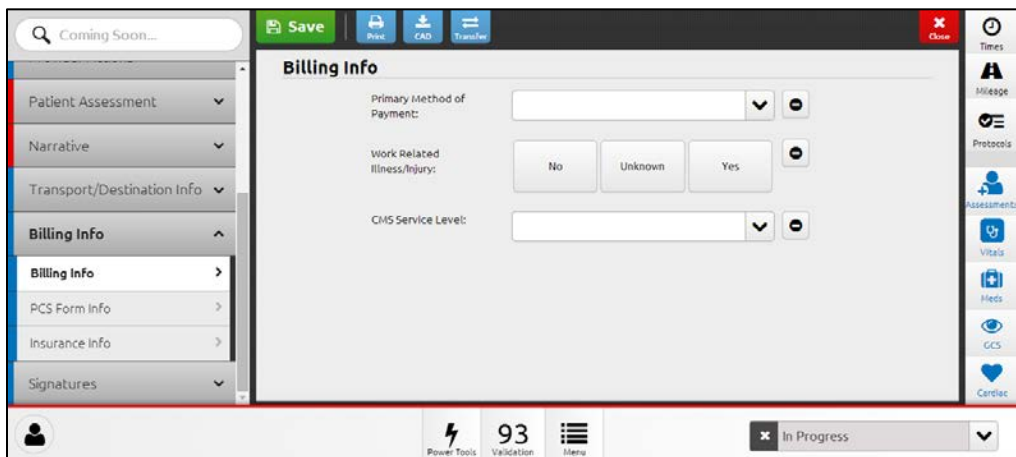 Coming Soon...
Save
Print
CAD
Transfer
Close
Patient Assessment
Narrative
Transport/Destination Info
Billing Info
Billing Info
PCS Form Info
Insurance Info
Signatures
Billing Info
Primary Method of
Payment:
Work Related
Illness/Injury:
No
Unknown
Yes
CMS Service Level:
Times
Mileage
Protocols
Assessments
Vitals
Meds
GCS
Cardiac
Power Tools
93
Validation
Menu
In Progress